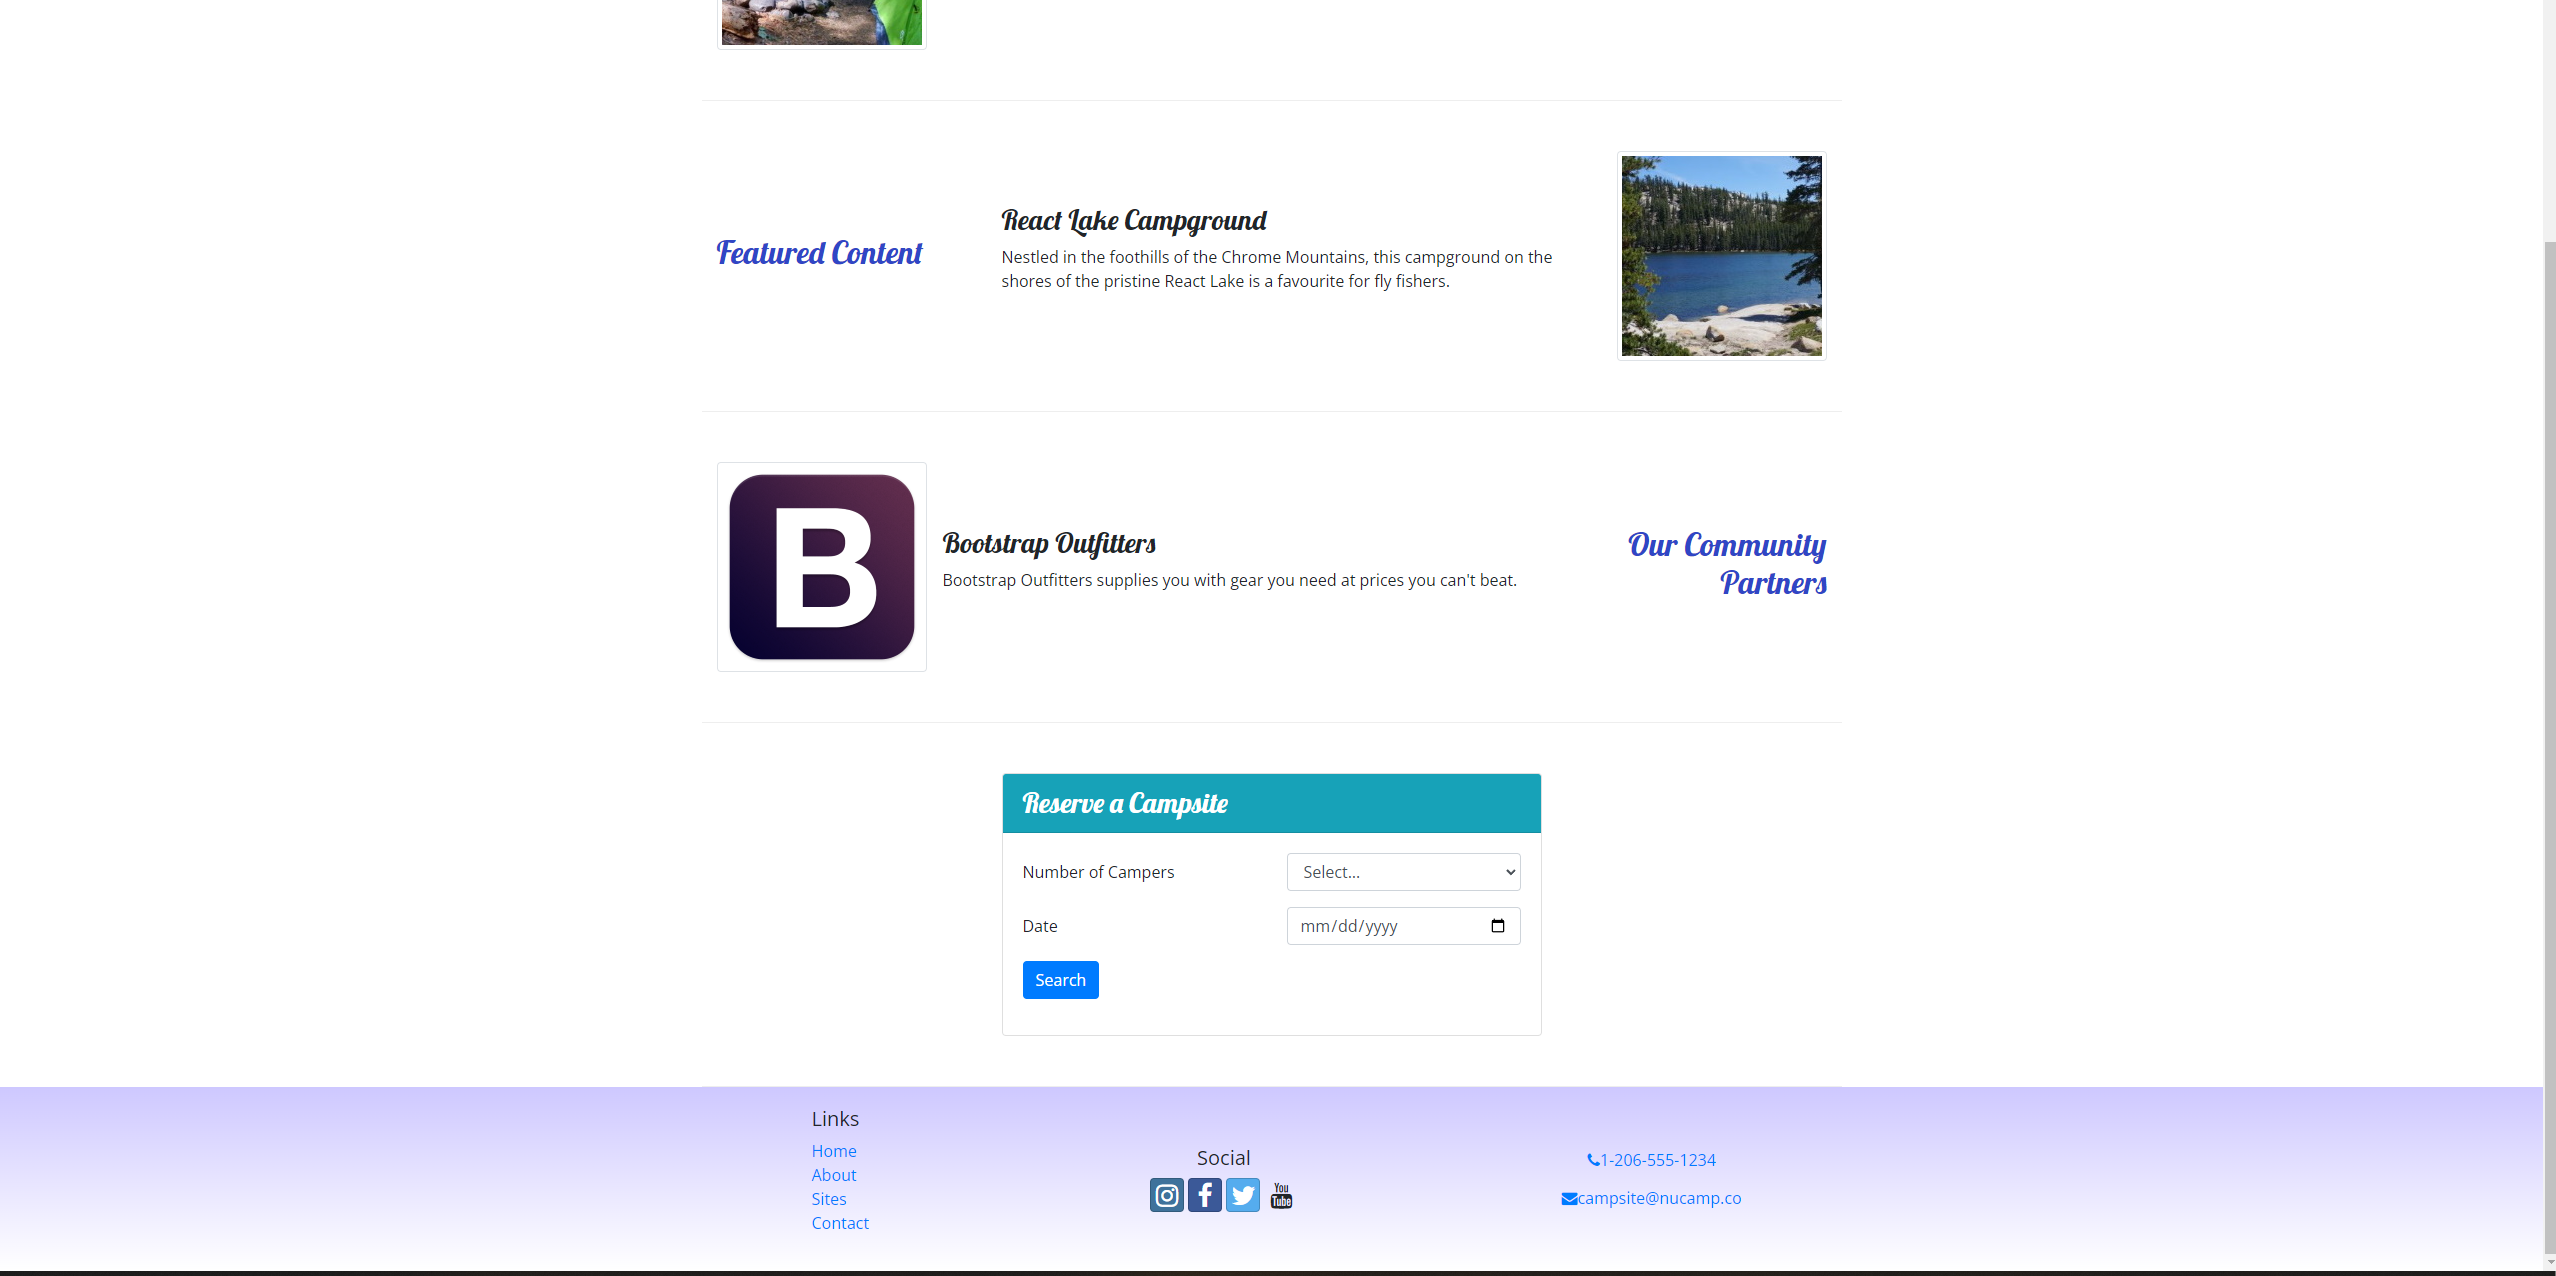 Featured Content
React Lake Campground
Nestled in the foothills of the Chrome Mountains, this campground on the
shores of the pristine React Lake is a favourite for fly fishers.
B
Bootstrap Outfitters
Bootstrap Outfitters supplies you with gear you need at prices you can't beat.
Our Community
Partners
Reserve a Campsite
Number of Campers
Select...
Date
mm/dd/yyyy
Search
Links
Home
About
Sites
Contact
Social
f
You
Tube
1-206-555-1234
campsite@nucamp.co